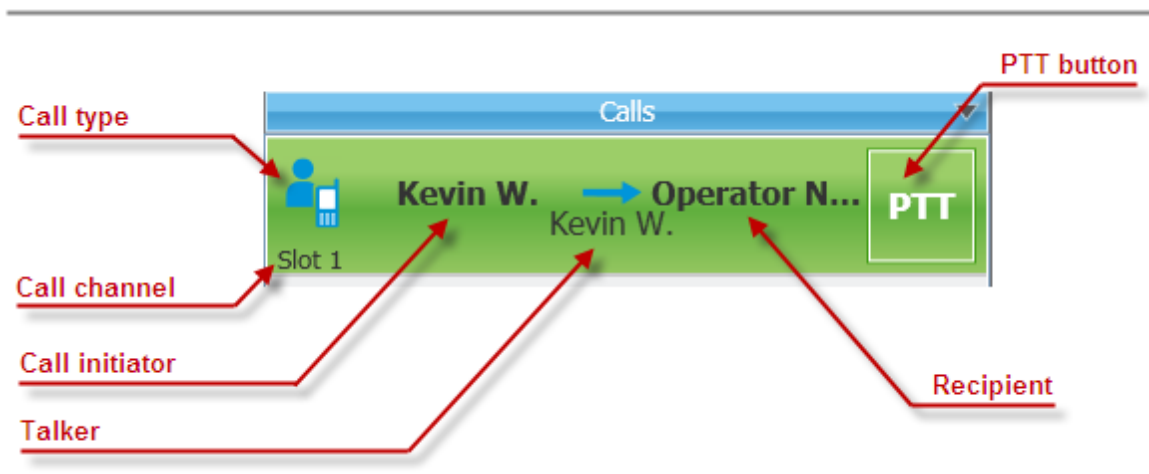 PTT button
Call type
Calls
Kevin W. Operator N...
PTT
Kevin W.
Slot 1
Call channel
Call initiator
Recipient
Talker